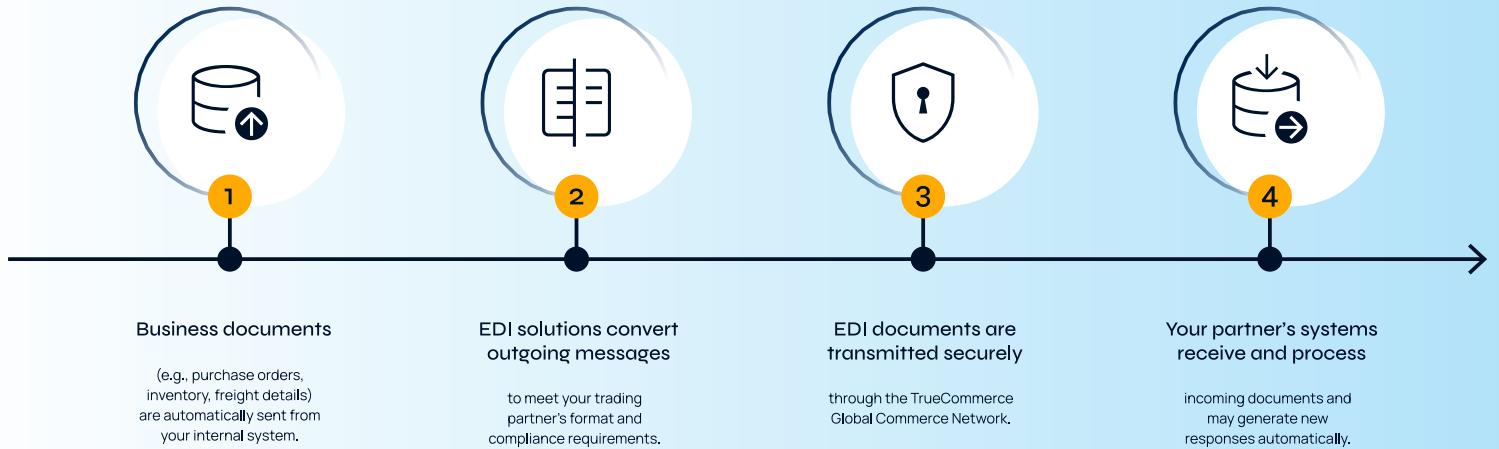 1
Business documents
(e.g., purchase orders,
inventory, freight details)
are automatically sent from
your internal system.
2
EDI solutions convert
outgoing messages
to meet your trading
partner's format and
compliance requirements.
3
EDI documents are
transmitted securely
through the TrueCommerce
Global Commerce Network.
4
Your partner's systems
receive and process
incoming documents and
may generate new
responses automatically.